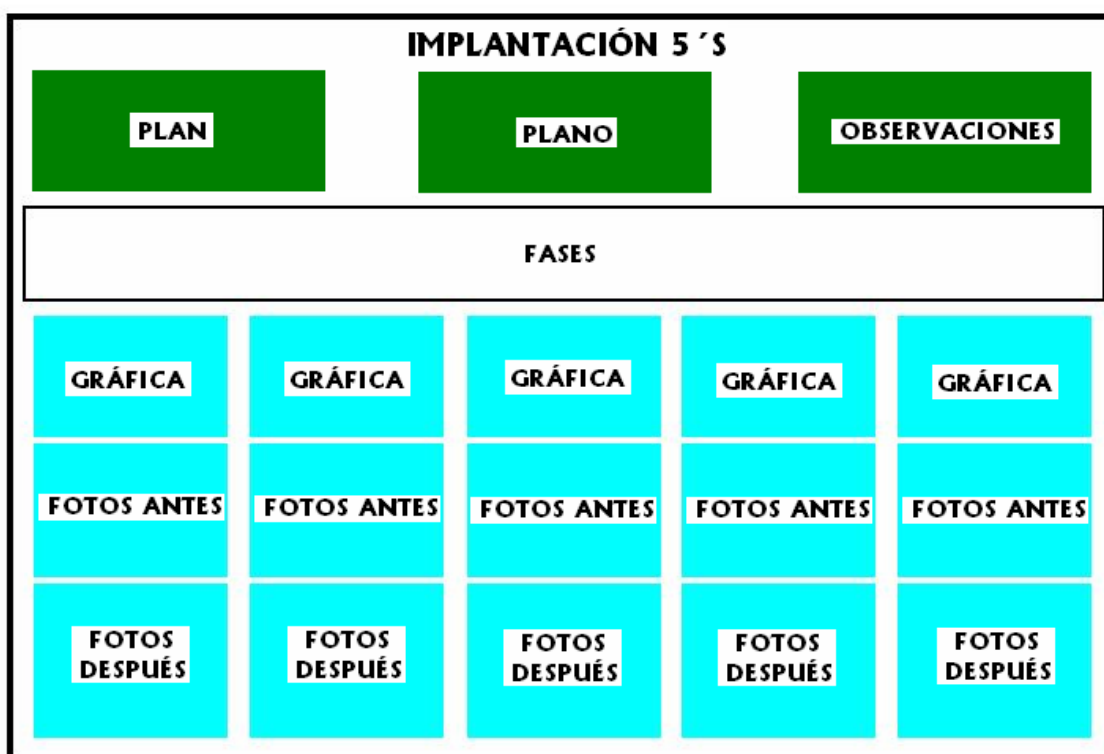 IMPLANTACIÓN 5 ´S
PLAN
PLANO
OBSERVACIONES
FASES
GRÁFICA
GRÁFICA
GRÁFICA
GRÁFICA
GRÁFICA
FOTOS ANTES
FOTOS ANTES
FOTOS ANTES
FOTOS ANTES
FOTOS ANTES
FOTOS
DESPUÉS
FOTOS
DESPUÉS
FOTOS
DESPUÉS
FOTOS
DESPUÉS
FOTOS
DESPUÉS